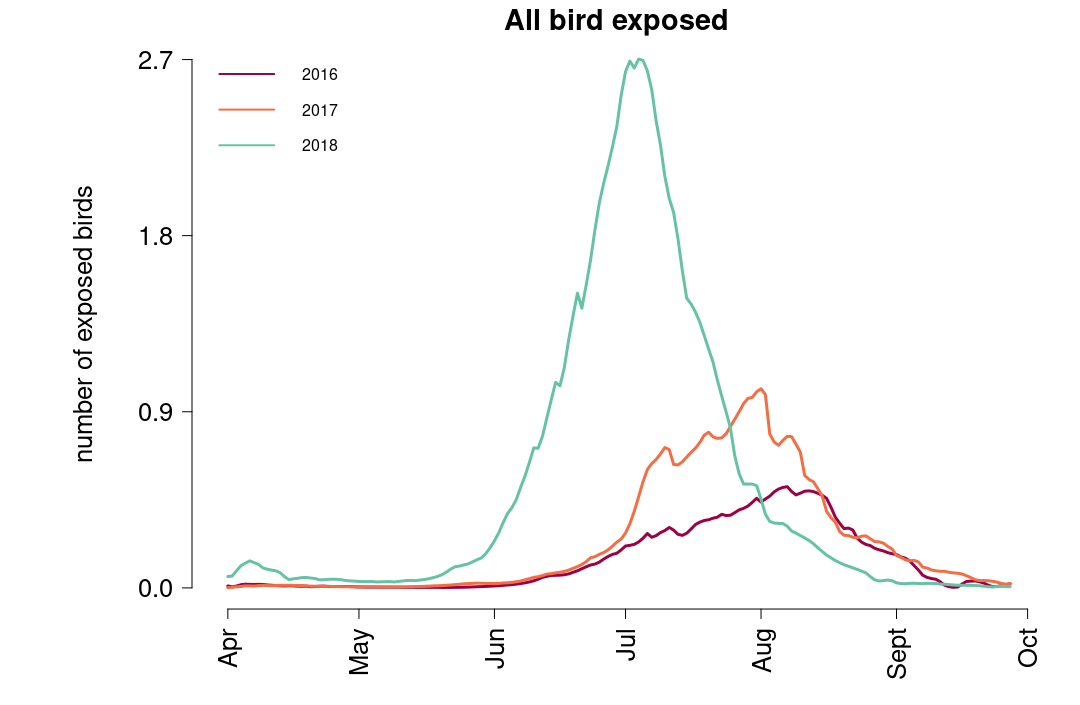 All bird exposed
2016
2017
2018
number of exposed birds
2.7
1.8
0.9
0.0
Apr
May
Jun
Jul
Aug
Sept
Oct